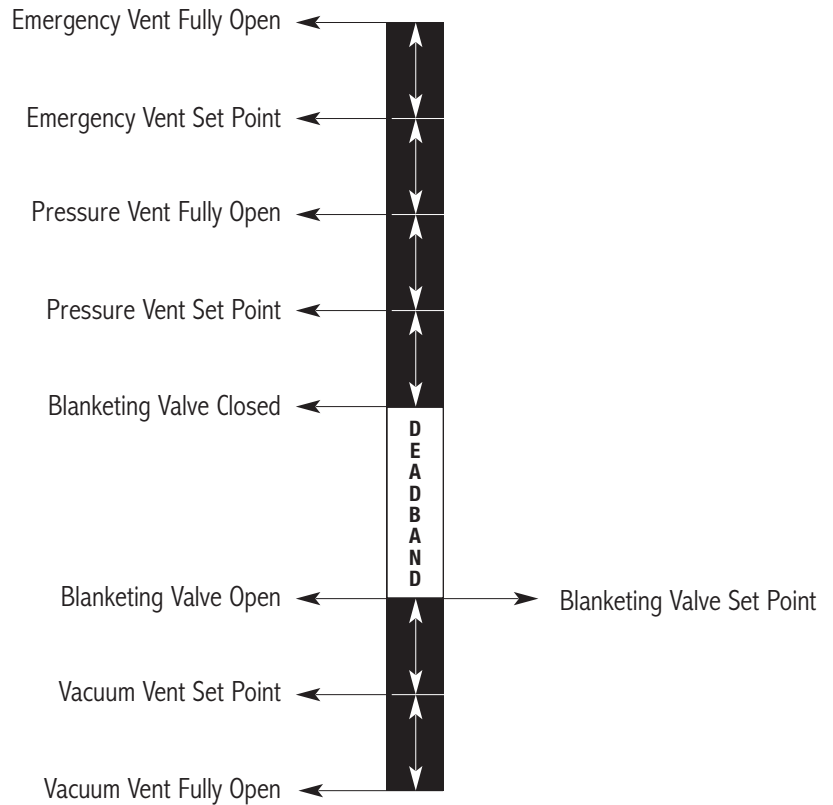 Emergency Vent Fully Open
Emergency Vent Set Point
Pressure Vent Fully Open
Pressure Vent Set Point
Blanketing Valve Closed
DEADBAND
Blanketing Valve Open
Blanketing Valve Set Point
Vacuum Vent Set Point
Vacuum Vent Fully Open